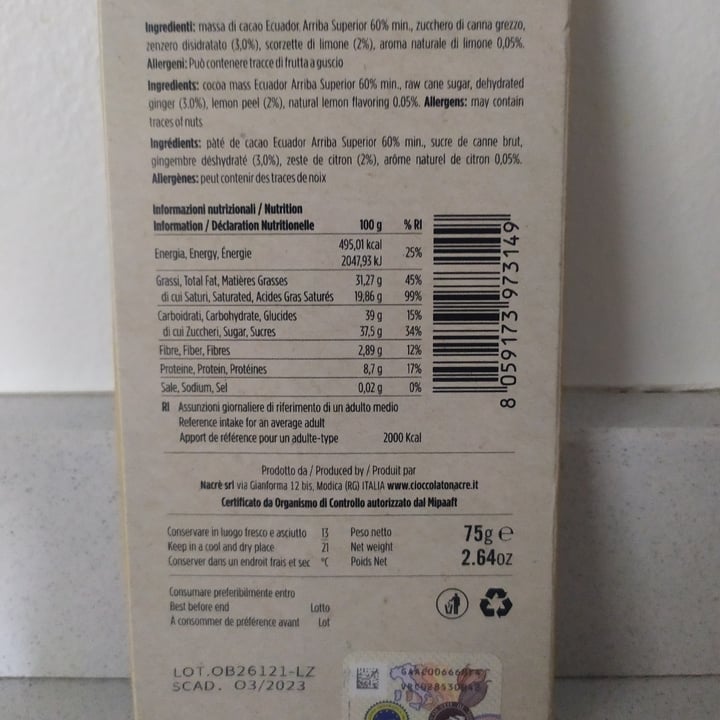 Ingredienti: massa di cacao Ecuador Arriba Superior 60% min., zucchero di canna grezzo,
zenzero disidratato (3,0%), scorzette di limone (2%), aroma naturale di limone 0,05%.
Allergeni: Può contenere tracce di frutta a guscio
Ingredients: cocoa mass Ecuador Arriba Superior 60% min., raw cane sugar, dehydrated
ginger (3.0%), lemon peel (2%), natural lemon flavoring 0.05%. Allergens: may contain
traces of nuts
Ingrédients: pâté de cacao Ecuador Arriba Superior 60% min., sucre de canne brut,
gingembre déshydraté (3,0%), zeste de citron (2%), arôme naturel de citron 0,05%.
Allergènes: peut contenir des traces de noix
Informazioni nutrizionali / Nutrition
Information / Déclaration Nutritionelle 100 g % RI
Energia, Energy, Énergie 495,01 kcal 2047,93 kJ 25%
Grassi, Total Fat, Matières Grasses 31,27 g 45%
di cui Saturi, Saturated, Acides Gras Saturés 19,86 g 99%
Carboidrati, Carbohydrate, Glucides 39 g 15%
di cui Zuccheri, Sugar, Sucres 37,5 g 34%
Fibre, Fiber, Fibres 2,89 g 12%
Proteine, Protein, Protéines 8,7 g 17%
Sale, Sodium, Sel 0,02 g 0%
8 059173 973149
RI Assunzioni giornaliere di riferimento di un adulto medio
Reference intake for an average adult
Apport de référence pour un adulte-type 2000 Kcal
Prodotto da / Produced by / Produit par
Nacrè srl via Gianforma 12 bis, Modica (RG) ITALIA www.cioccolatonacre.it
Certificato da Organismo di Controllo autorizzato dal Mipaaft
Conservare in luogo fresco e asciutto 13 Peso netto 75g e
Keep in a cool and dry place 21 Net weight 2.64oz
Conserver dans un endroit frais et sec °C Poids Net
Consumare preferibilmente entro
Best before end Lotto
A consommer de préférence avant Lot
LOT.OB26121-LZ
SCAD. 03/2023